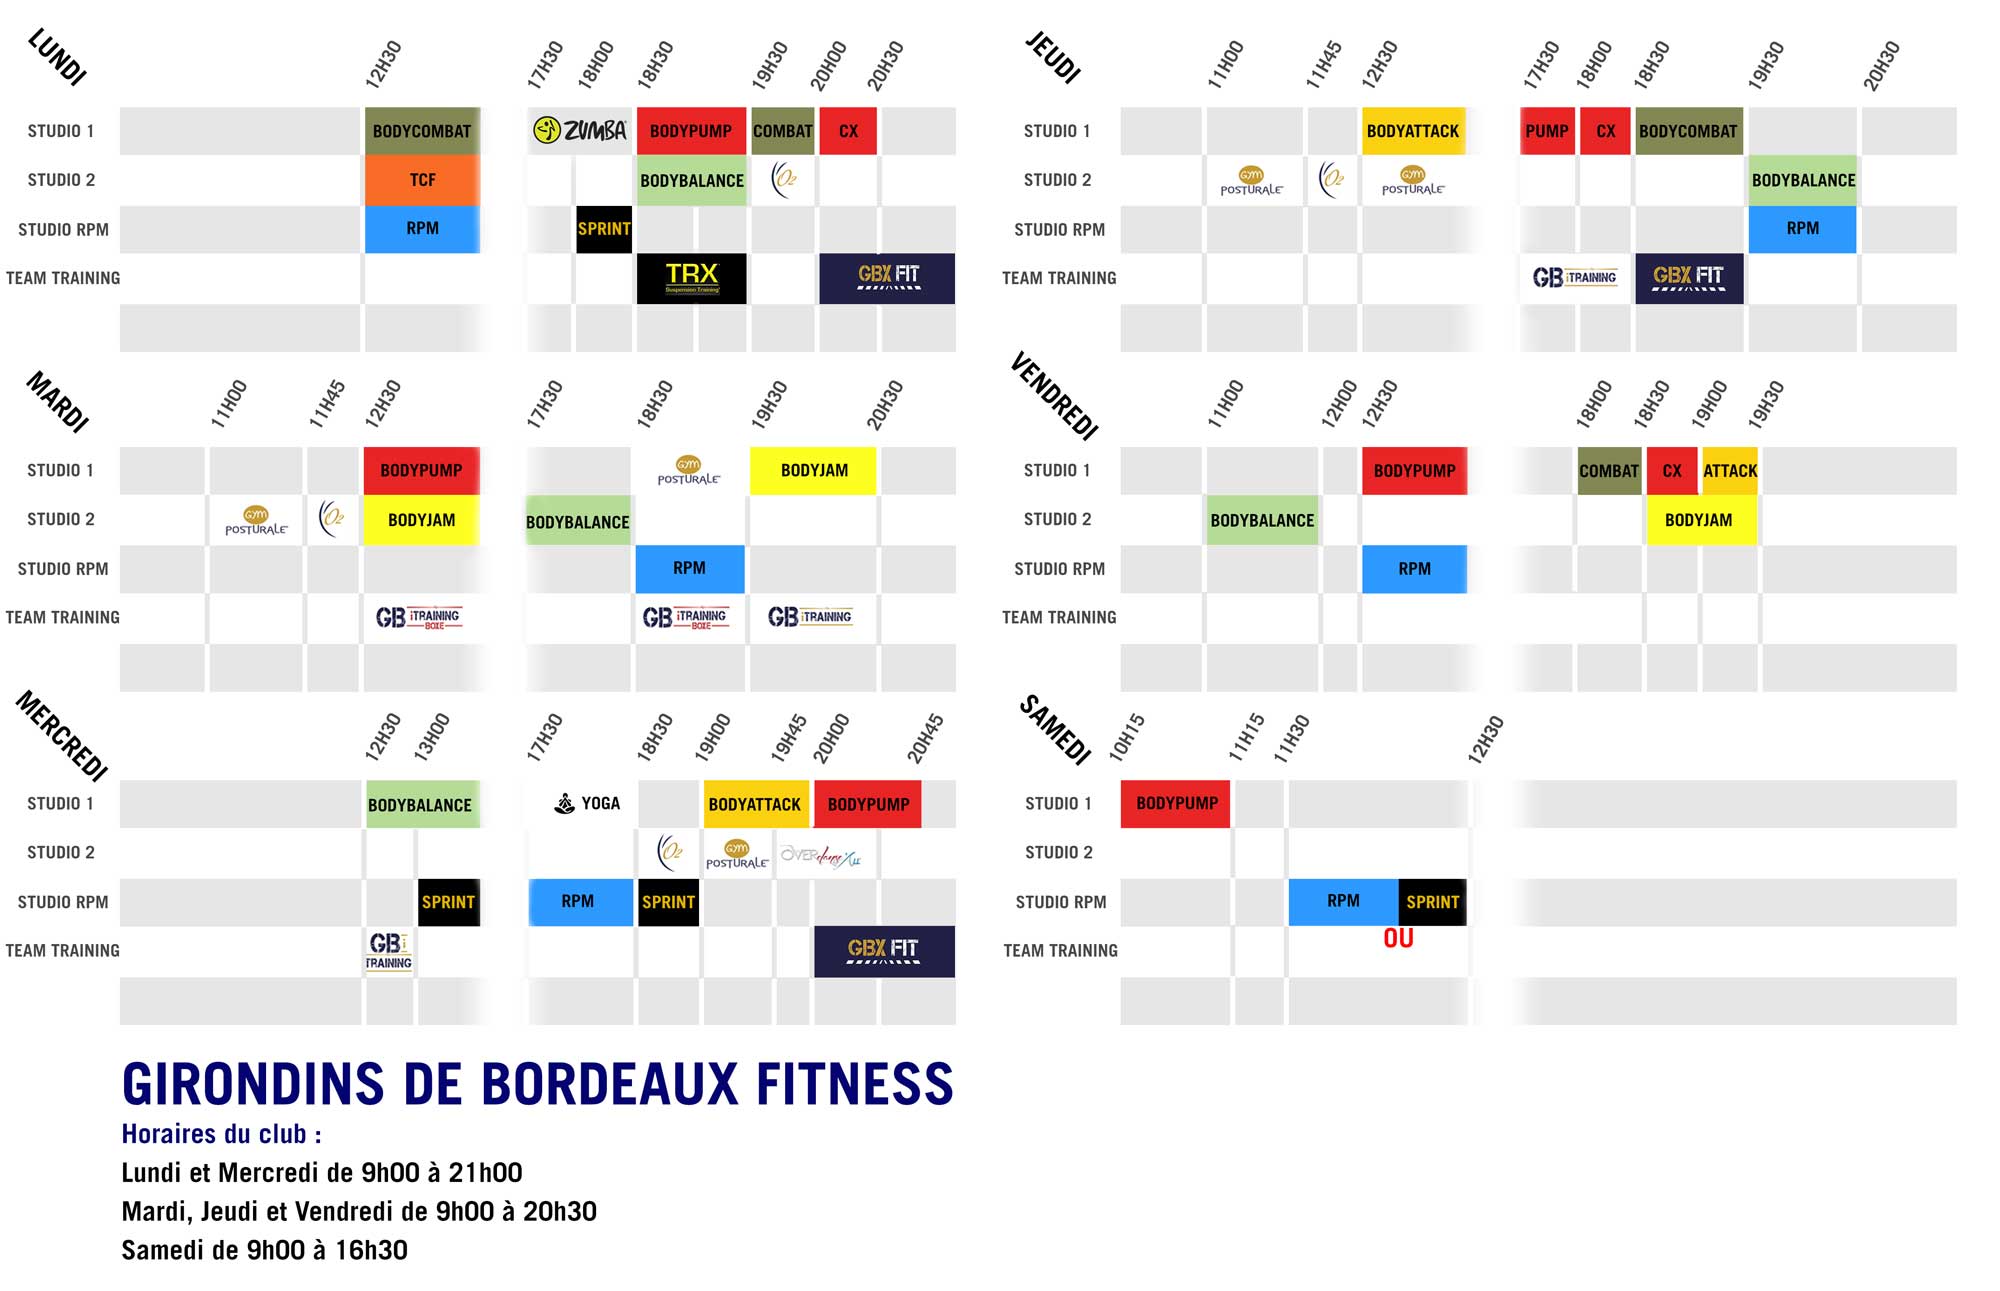 LUNDI
12H30 17H30 18H00 18H30 19H30 20H00 20H30
STUDIO 1 BODYCOMBAT ZUMBA BODYPUMP COMBAT CX
STUDIO 2 TCF BODYBALANCE O2
STUDIO RPM RPM SPRINT
TEAM TRAINING TRX Suspension Training GBX FIT
MARDI
11H00 11H45 12H30 17H30 18H30 19H30 20H30
STUDIO 1 BODYPUMP GYM POSTURALE BODYJAM
STUDIO 2 GYM POSTURALE O2 BODYJAM BODYBALANCE
STUDIO RPM RPM
TEAM TRAINING GB iTRAINING BOXE GB iTRAINING BOXE GB iTRAINING
MERCREDI
12H30 13H00 17H30 18H30 19H00 19H45 20H00 20H45
STUDIO 1 BODYBALANCE YOGA BODYATTACK BODYPUMP
STUDIO 2 O2 GYM POSTURALE OVERdanse'XLL
STUDIO RPM SPRINT RPM SPRINT
TEAM TRAINING GBi TRAINING GBX FIT
JEUDI
11H00 11H45 12H30 17H30 18H00 18H30 19H30 20H30
STUDIO 1 BODYATTACK PUMP CX BODYCOMBAT
STUDIO 2 GYM POSTURALE O2 GYM POSTURALE BODYBALANCE
STUDIO RPM RPM
TEAM TRAINING GB iTRAINING GBX FIT
VENDREDI
11H00 12H00 12H30 18H00 18H30 19H00 19H30
STUDIO 1 BODYPUMP COMBAT CX ATTACK
STUDIO 2 BODYBALANCE BODYJAM
STUDIO RPM RPM
TEAM TRAINING
SAMEDI
10H15 11H15 11H30 12H30
STUDIO 1 BODYPUMP
STUDIO 2
STUDIO RPM RPM SPRINT
OU
TEAM TRAINING
GIRONDINS DE BORDEAUX FITNESS
Horaires du club :
Lundi et Mercredi de 9h00 à 21h00
Mardi, Jeudi et Vendredi de 9h00 à 20h30
Samedi de 9h00 à 16h30